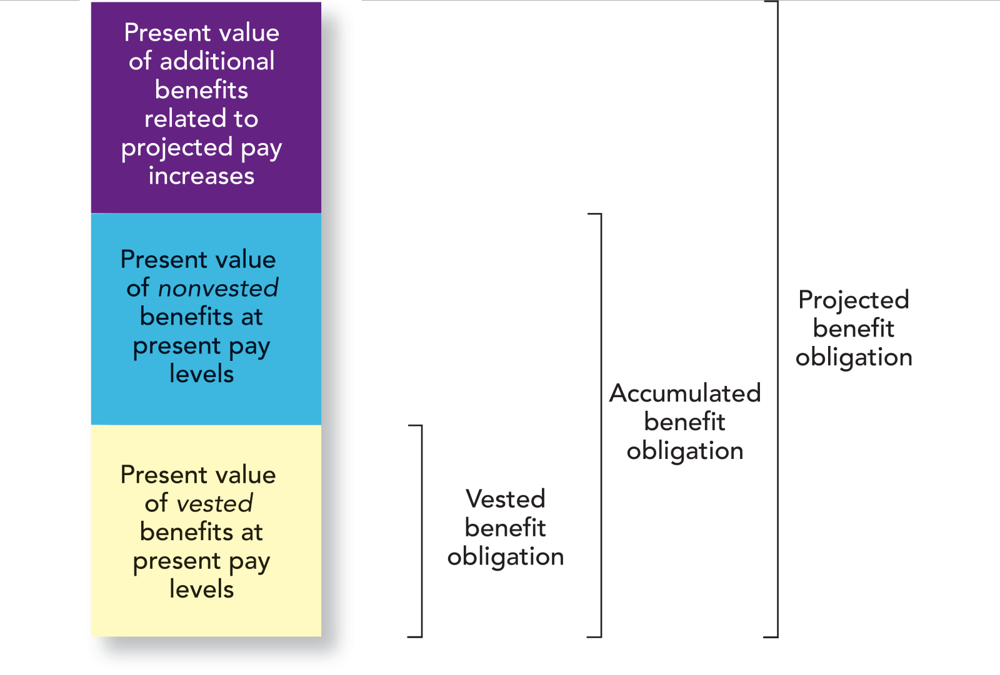 Present value
of additional
benefits
related to
projected pay
increases
Present value
of nonvested
benefits at
present pay
levels
Present value
of vested
benefits at
present pay
levels
Vested
benefit
obligation
Accumulated
benefit
obligation
Projected
benefit
obligation